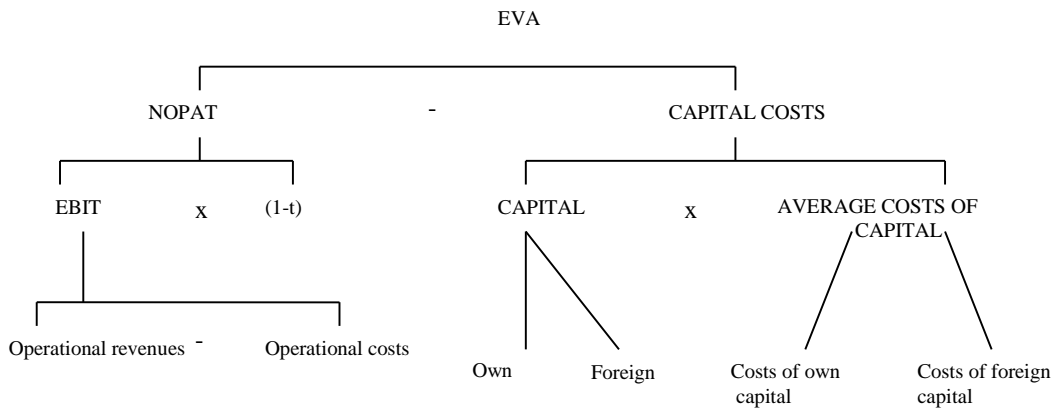 EVA
NOPAT - CAPITAL COSTS
EBIT x (1-t) CAPITAL x AVERAGE COSTS OF
CAPITAL
Operational revenues - Operational costs
Own Foreign Costs of own Costs of foreign
capital capital